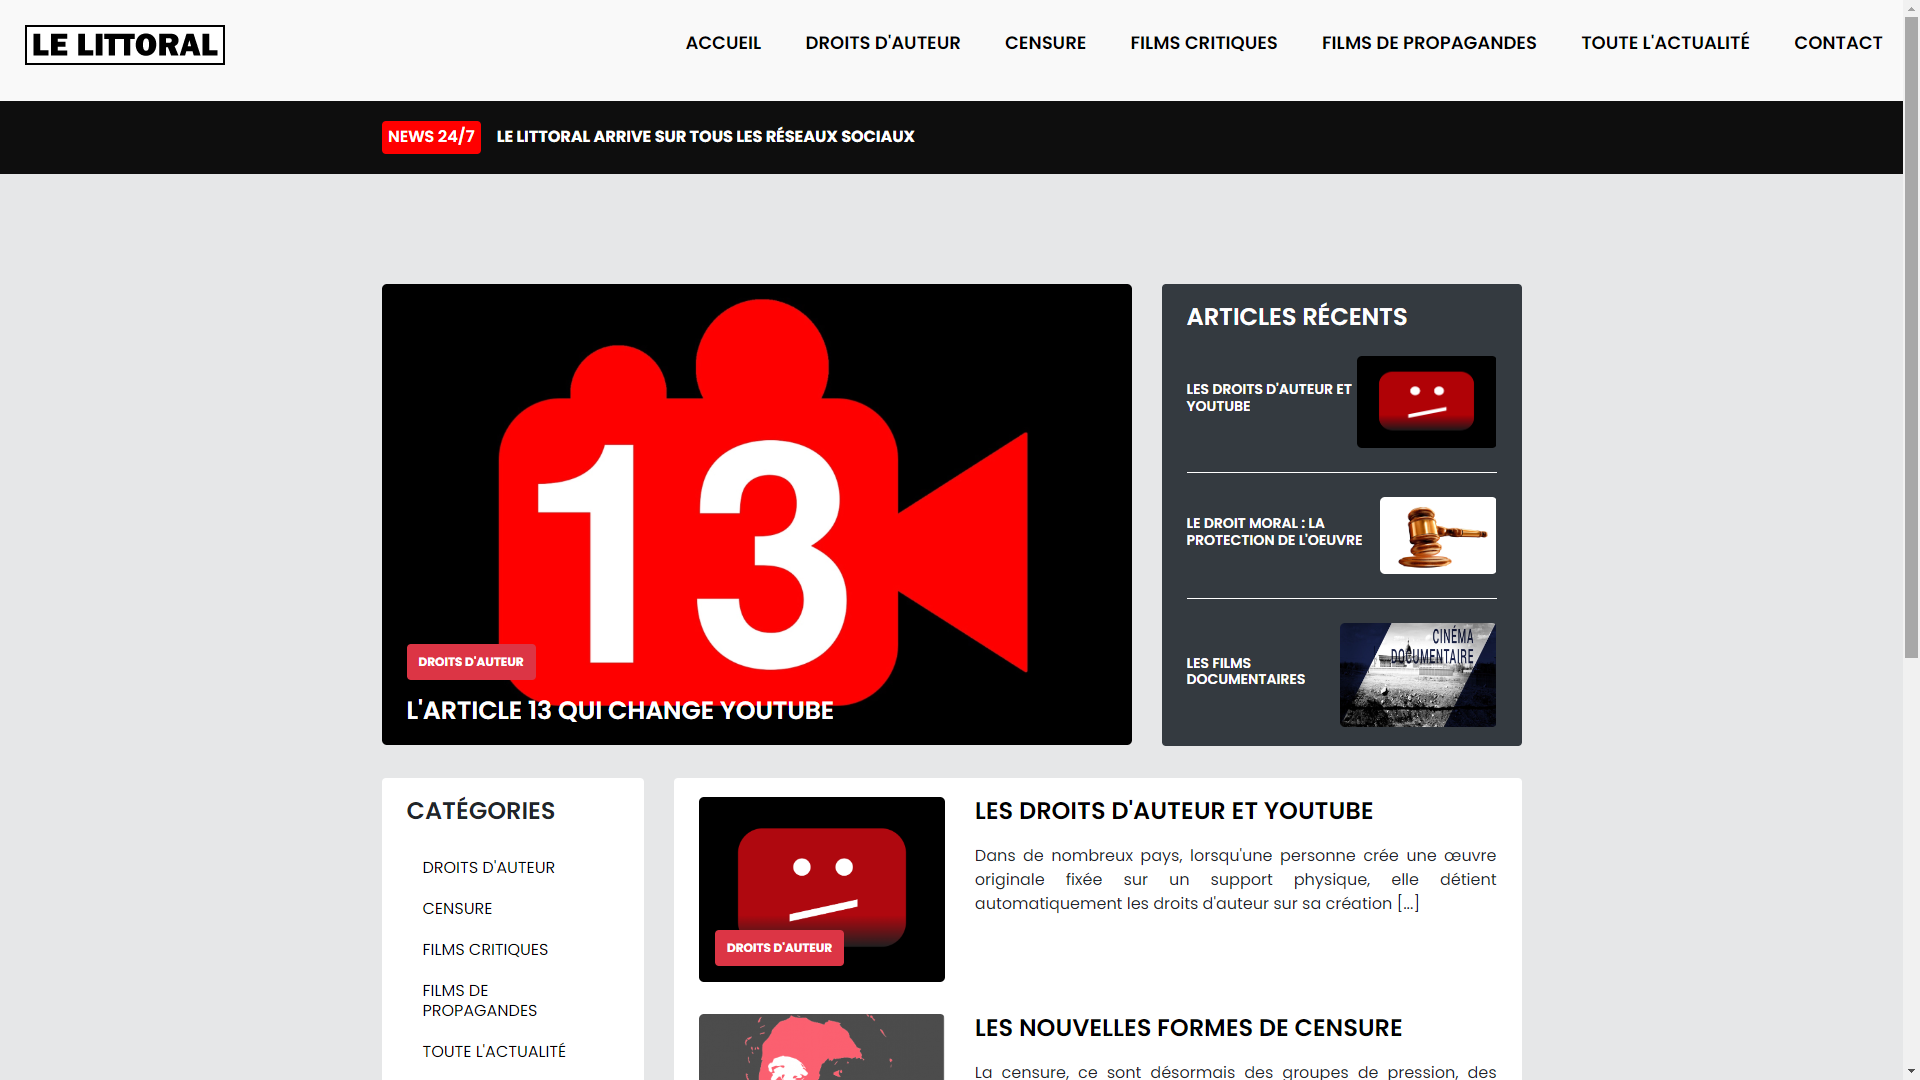 LE LITTORAL
ACCUEIL
DROITS D'AUTEUR
CENSURE
FILMS CRITIQUES
FILMS DE PROPAGANDES
TOUTE L'ACTUALITÉ
CONTACT
NEWS 24/7
LE LITTORAL ARRIVE SUR TOUS LES RÉSEAUX SOCIAUX
13
DROITS D'AUTEUR
L'ARTICLE 13 QUI CHANGE YOUTUBE
ARTICLES RÉCENTS
LES DROITS D'AUTEUR ET
YOUTUBE
LE DROIT MORAL : LA
PROTECTION DE L'OEUVRE
LES FILMS
DOCUMENTAIRES
CINÉMA
DOCUMENTAIRE
CATÉGORIES
DROITS D'AUTEUR
CENSURE
FILMS CRITIQUES
FILMS DE
PROPAGANDES
TOUTE L'ACTUALITÉ
DROITS D'AUTEUR
LES DROITS D'AUTEUR ET YOUTUBE
Dans de nombreux pays, lorsqu'une personne crée une œuvre
originale fixée sur un support physique, elle détient
automatiquement les droits d'auteur sur sa création [...]
LES NOUVELLES FORMES DE CENSURE
La censure, ce sont désormais des groupes de pression, des